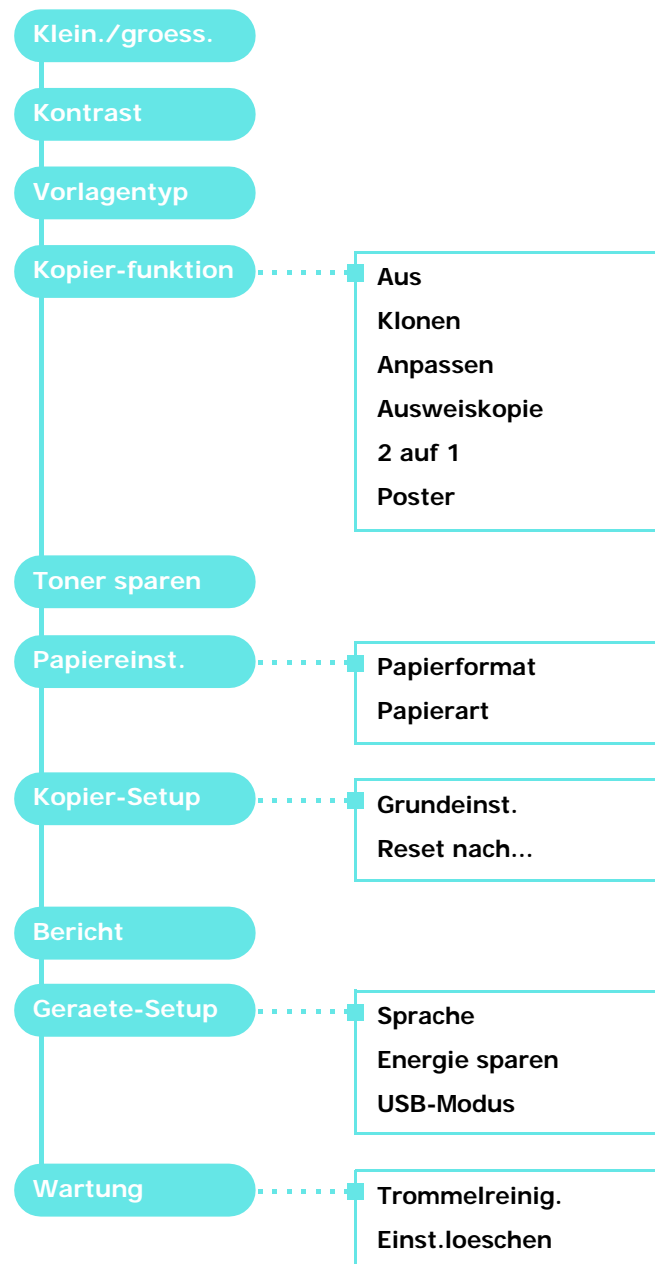 Klein./groess.
Kontrast
Vorlagentyp
Kopier-funktion
Aus
Klonen
Anpassen
Ausweiskopie
2 auf 1
Poster
Toner sparen
Papiereinst.
Papierformat
Papierart
Kopier-Setup
Grundeinst.
Reset nach...
Bericht
Geraete-Setup
Sprache
Energie sparen
USB-Modus
Wartung
Trommelreinig.
Einst.loeschen